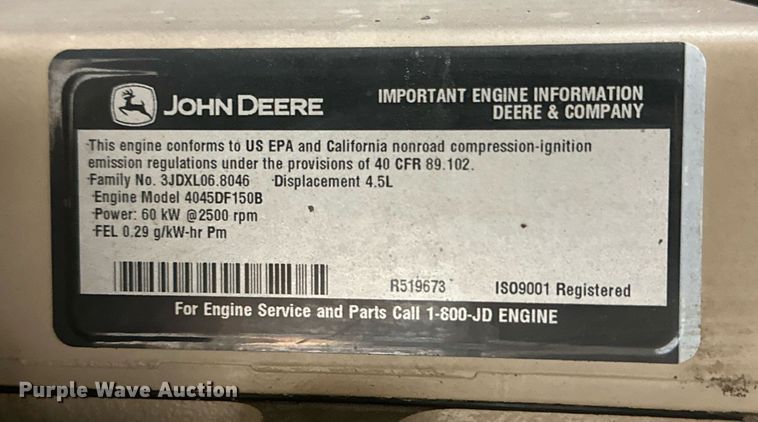 JOHN DEERE
IMPORTANT ENGINE INFORMATION
DEERE & COMPANY
This engine conforms to US EPA and California nonroad compression-ignition
emission regulations under the provisions of 40 CFR 89.102.
Family No. 3JDXL06.8046 Displacement 4.5L
Engine Model 4045DF150B
Power: 60 kW @2500 rpm
FEL 0.29 g/kW-hr Pm
R519673 ISO9001 Registered
For Engine Service and Parts Call 1-800-JD ENGINE
Purple Wave Auction